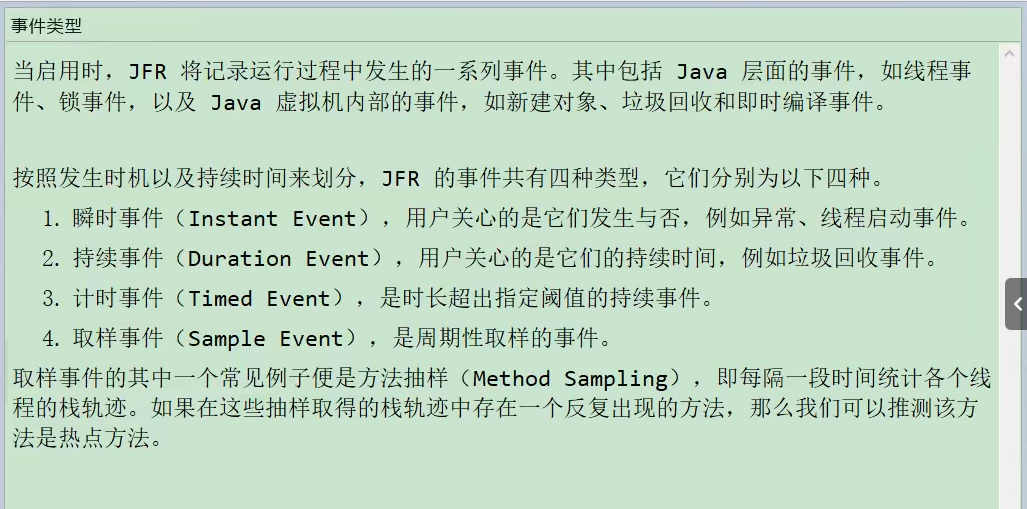 事件类型
当启用时，JFR 将记录运行过程中发生的一系列事件。其中包括 Java 层面的事件，如线程事
件、锁事件，以及 Java 虚拟机内部的事件，如新建对象、垃圾回收和即时编译事件。
按照发生时机以及持续时间来划分，JFR 的事件共有四种类型，它们分别为以下四种。
1. 瞬时事件（Instant Event），用户关心的是它们发生与否，例如异常、线程启动事件。
2. 持续事件（Duration Event），用户关心的是它们的持续时间，例如垃圾回收事件。
3. 计时事件（Timed Event），是时长超出指定阈值的持续事件。
4. 取样事件（Sample Event），是周期性取样的事件。
取样事件的其中一个常见例子便是方法抽样（Method Sampling），即每隔一段时间统计各个线
程的栈轨迹。如果在这些抽样取得的栈轨迹中存在一个反复出现的方法，那么我们可以推测该方
法是热点方法。